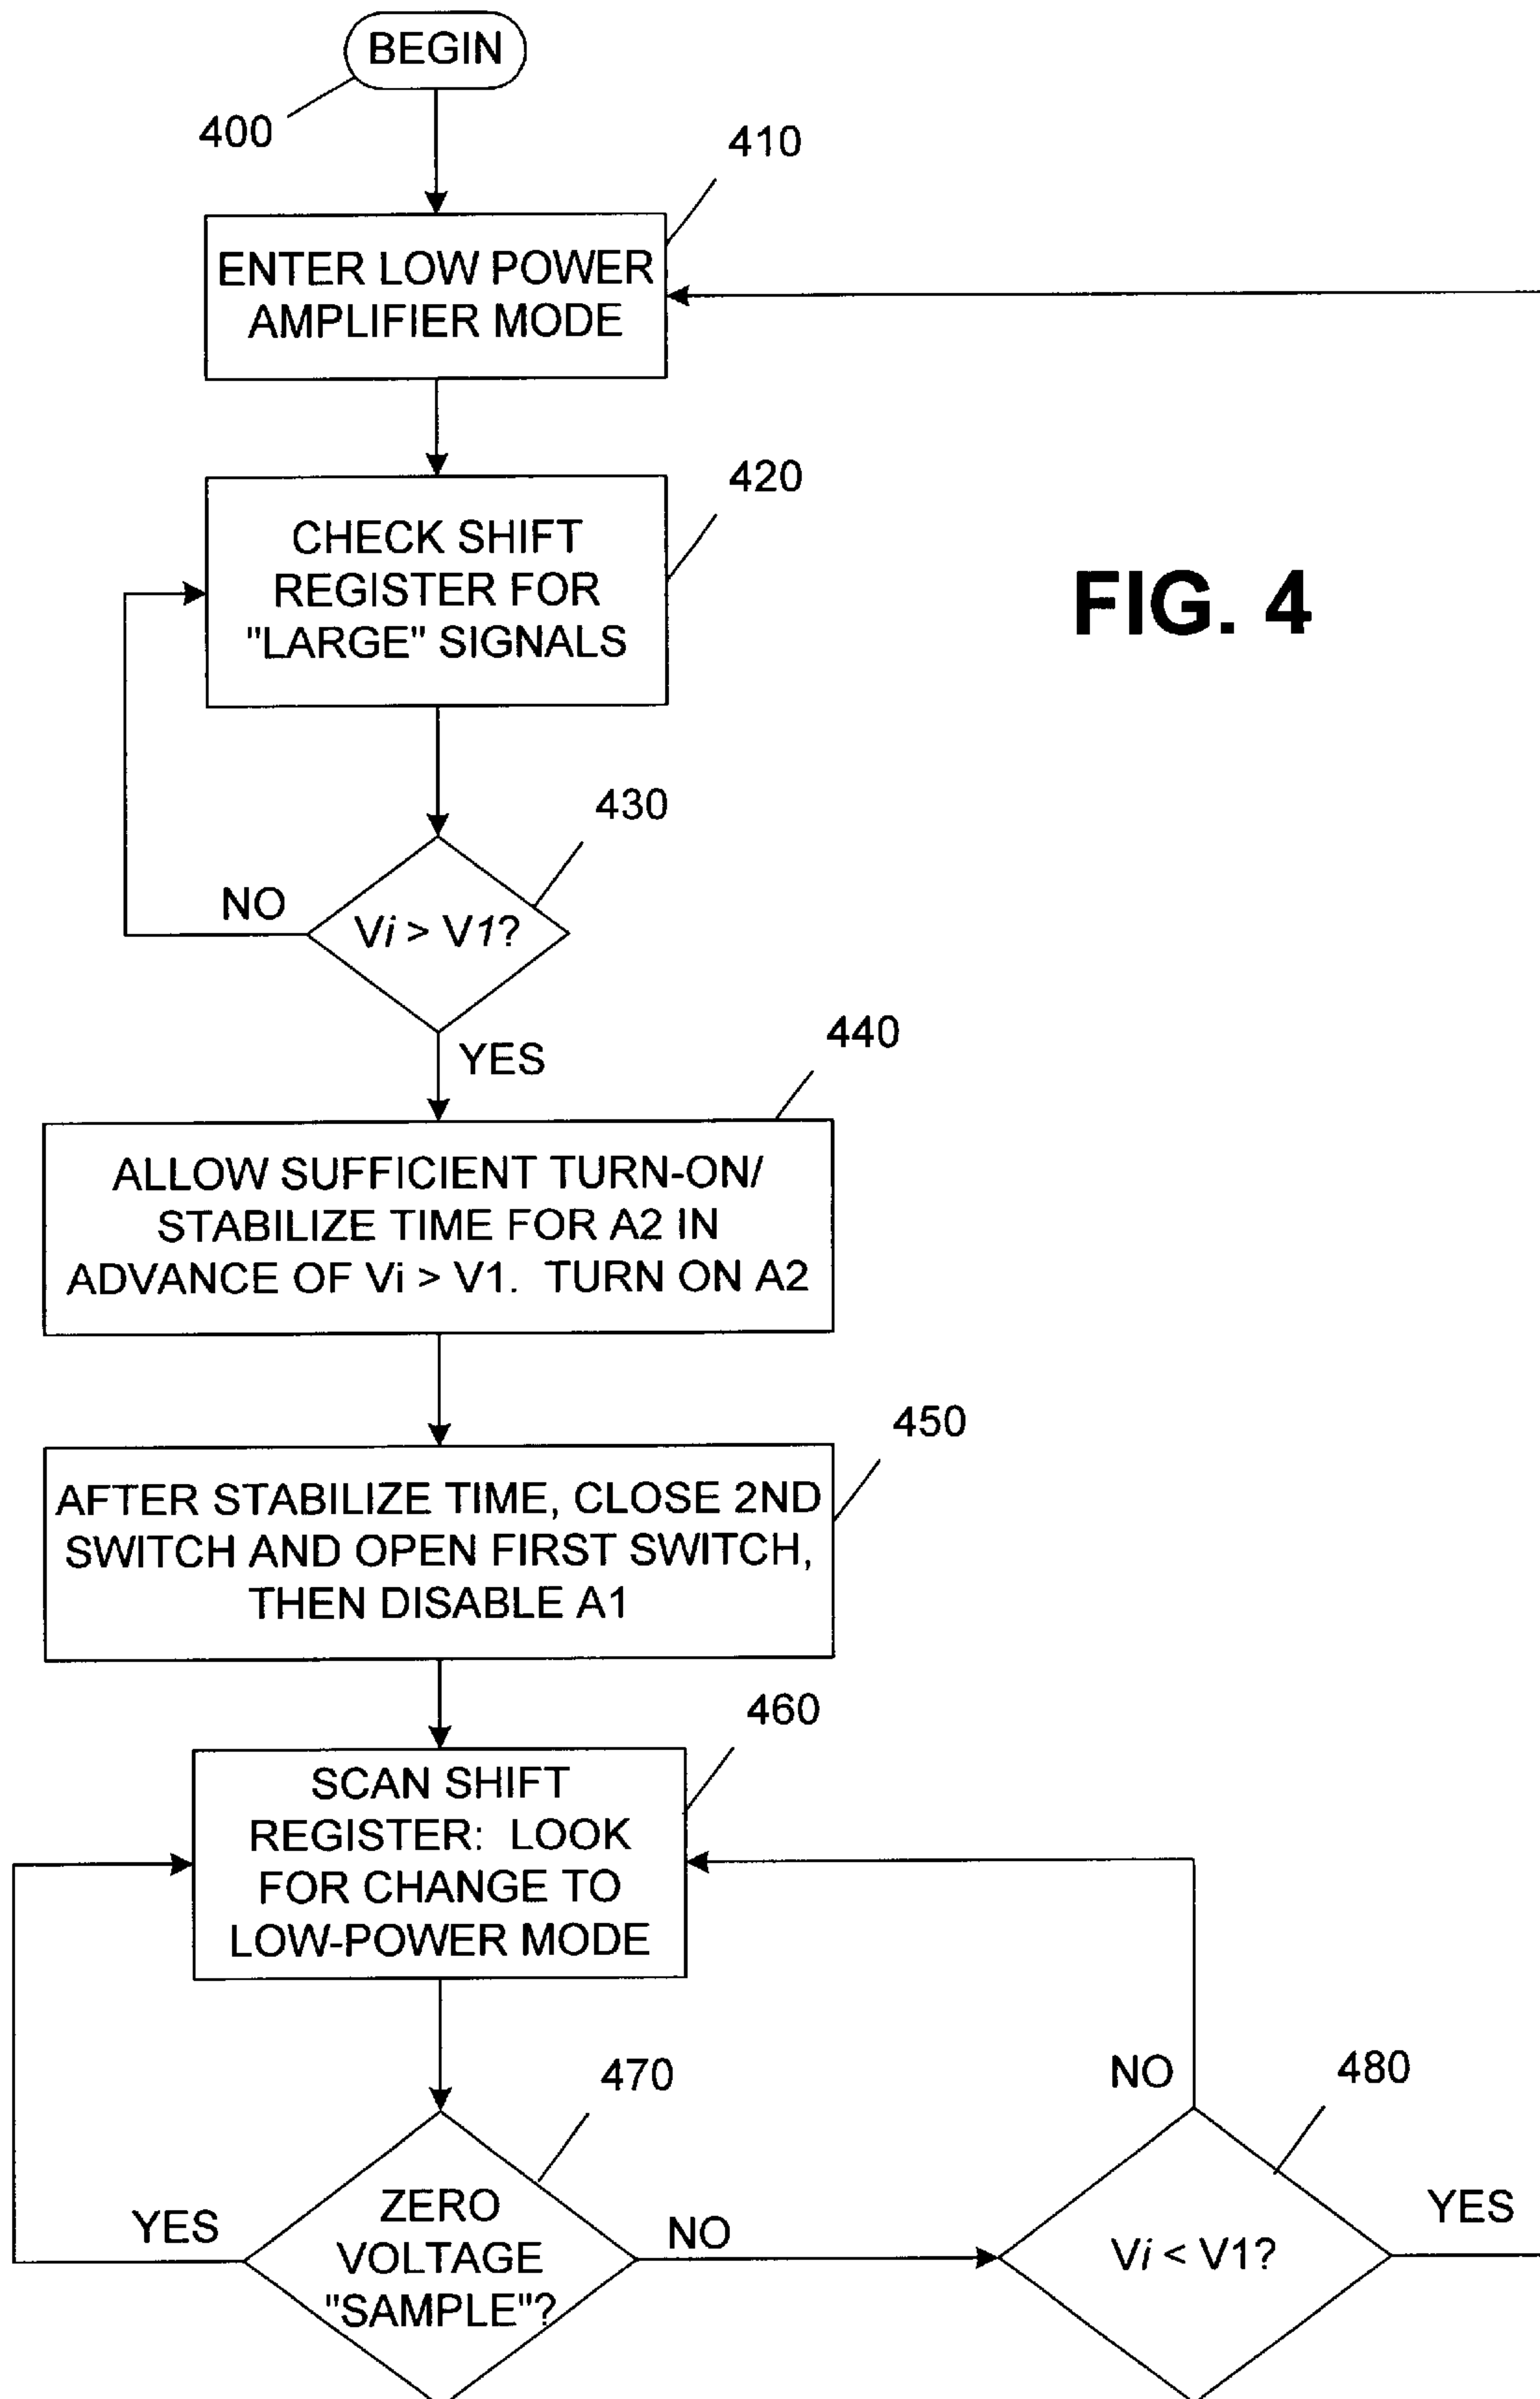 BEGIN
400
410
ENTER LOW POWER
AMPLIFIER MODE
420
CHECK SHIFT
REGISTER FOR
"LARGE" SIGNALS
FIG. 4
430
NO
Vi > V1?
YES
440
ALLOW SUFFICIENT TURN-ON/
STABILIZE TIME FOR A2 IN
ADVANCE OF Vi > V1.  TURN ON A2
450
AFTER STABILIZE TIME, CLOSE 2ND
SWITCH AND OPEN FIRST SWITCH,
THEN DISABLE A1
460
SCAN SHIFT
REGISTER:  LOOK
FOR CHANGE TO
LOW-POWER MODE
470
YES
ZERO
VOLTAGE
"SAMPLE"?
NO
NO
480
Vi < V1?
YES